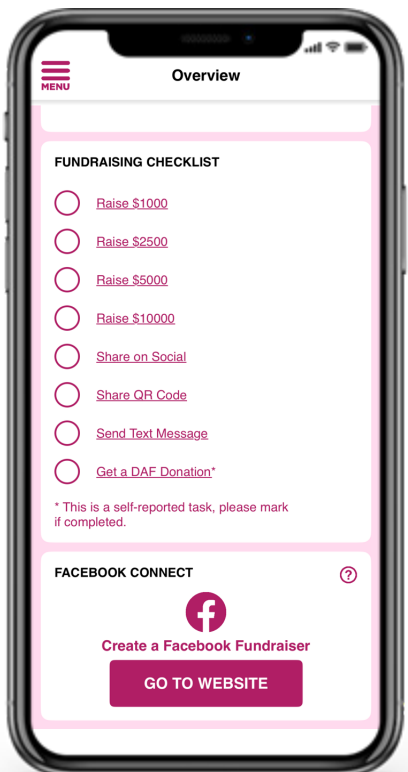 MENU
Overview
FUNDRAISING CHECKLIST
Raise $1000
Raise $2500
Raise $5000
Raise $10000
Share on Social
Share QR Code
Send Text Message
Get a DAF Donation*
* This is a self-reported task, please mark
if completed.
FACEBOOK CONNECT
?
f
Create a Facebook Fundraiser
GO TO WEBSITE